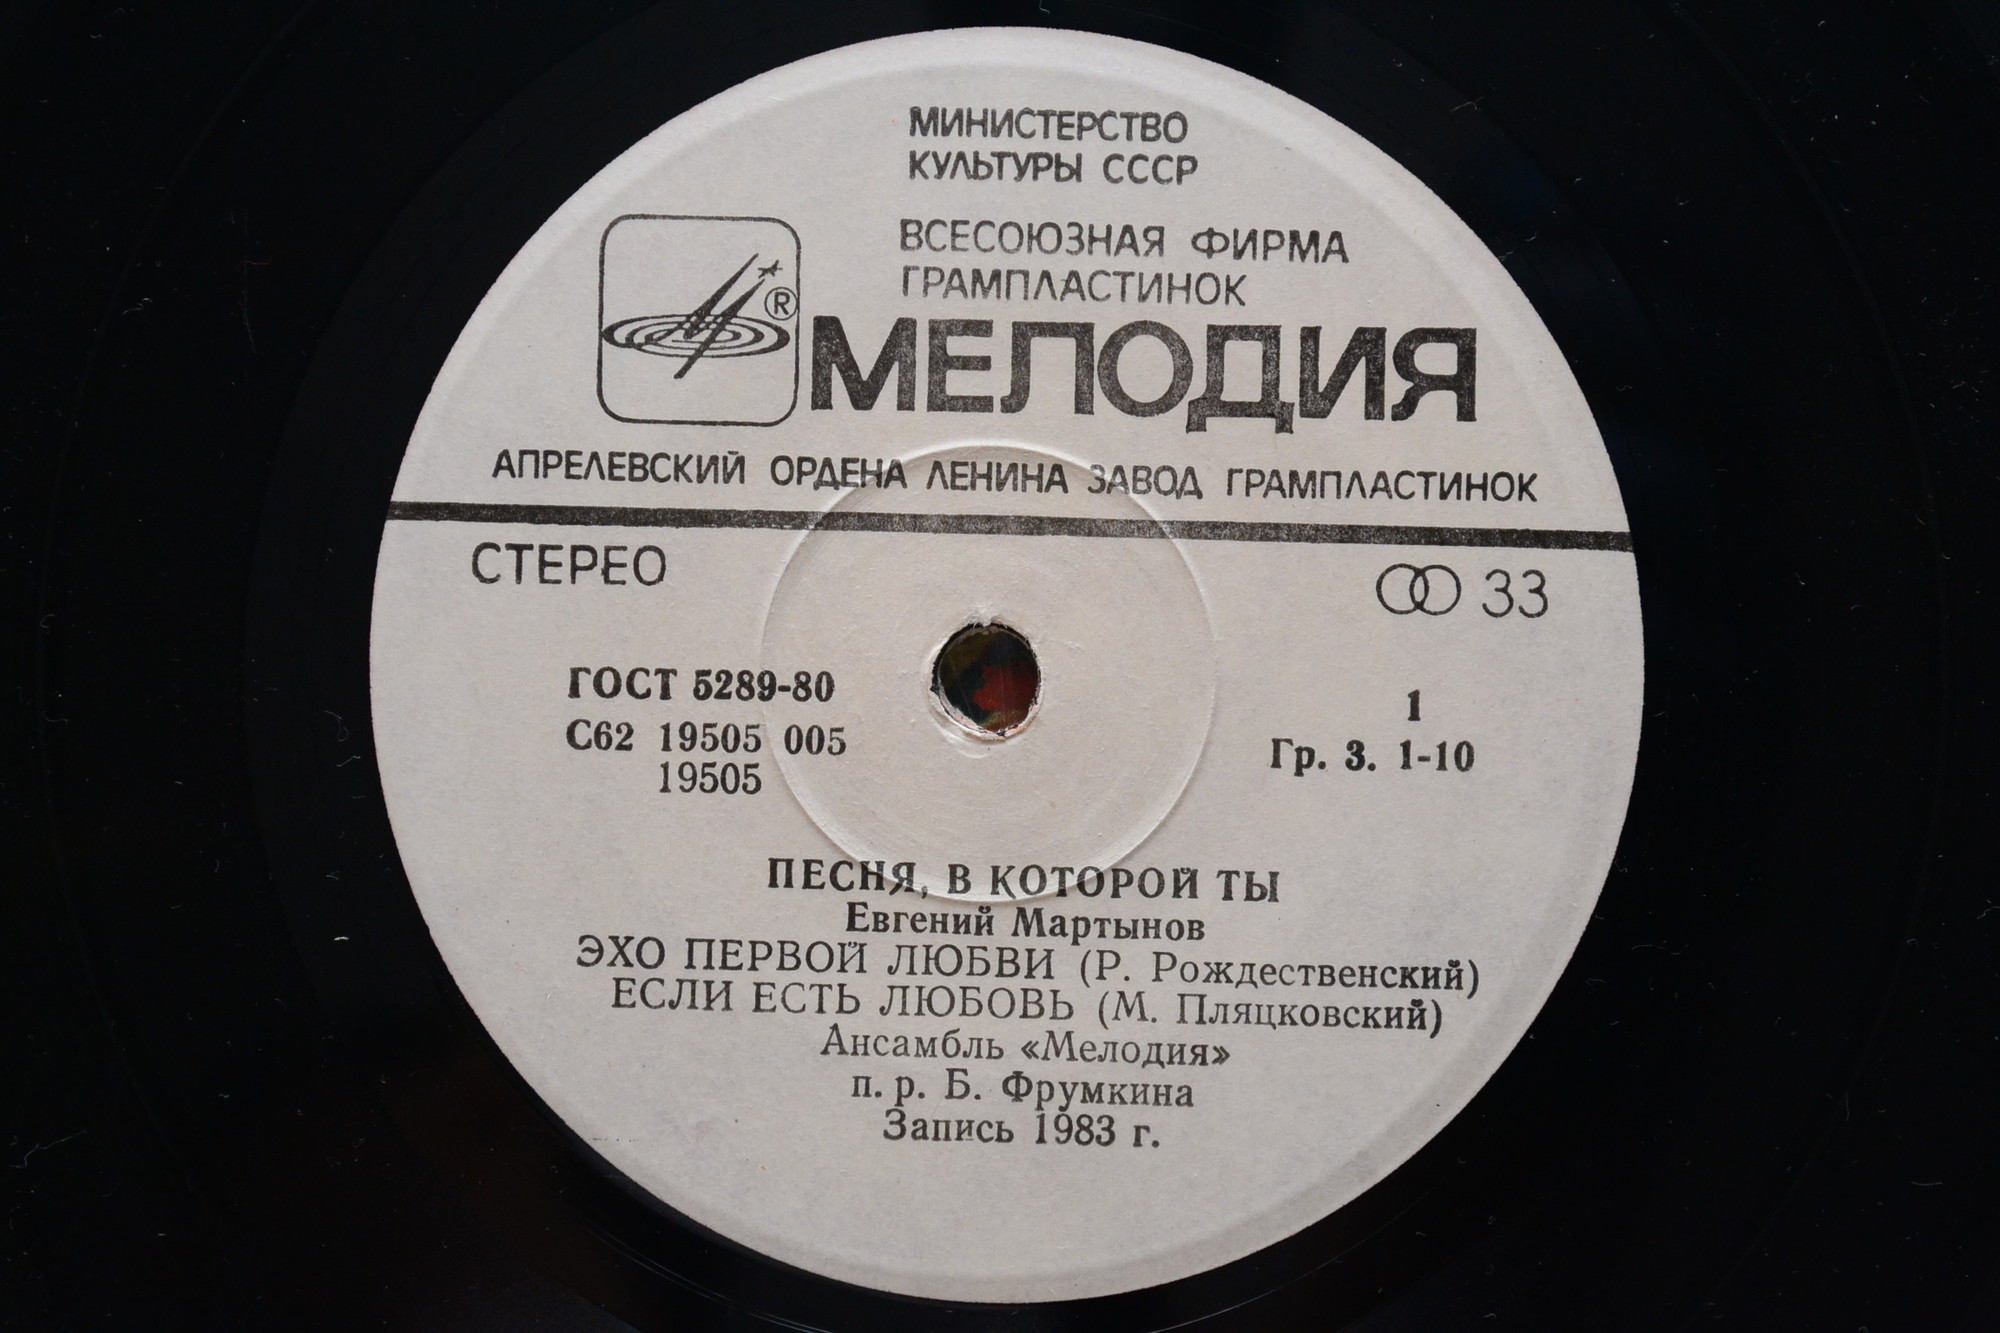 МИНИСТЕРСТВО
КУЛЬТУРЫ СССР
ВСЕСОЮЗНАЯ ФИРМА
ГРАМПЛАСТИНОК
®
МЕЛОДИЯ
АПРЕЛЕВСКИЙ ОРДЕНА ЛЕНИНА ЗАВОД ГРАМПЛАСТИНОК
СТЕРЕО
33
ГОСТ 5289-80
С62 19505 005
19505
1
Гр. 3. 1-10
ПЕСНЯ, В КОТОРОЙ ТЫ
Евгений Мартынов
ЭХО ПЕРВОЙ ЛЮБВИ (Р. Рождественский)
ЕСЛИ ЕСТЬ ЛЮБОВЬ (М. Пляцковский)
Ансамбль «Мелодия»
п. р. Б. Фрумкина
Запись 1983 г.